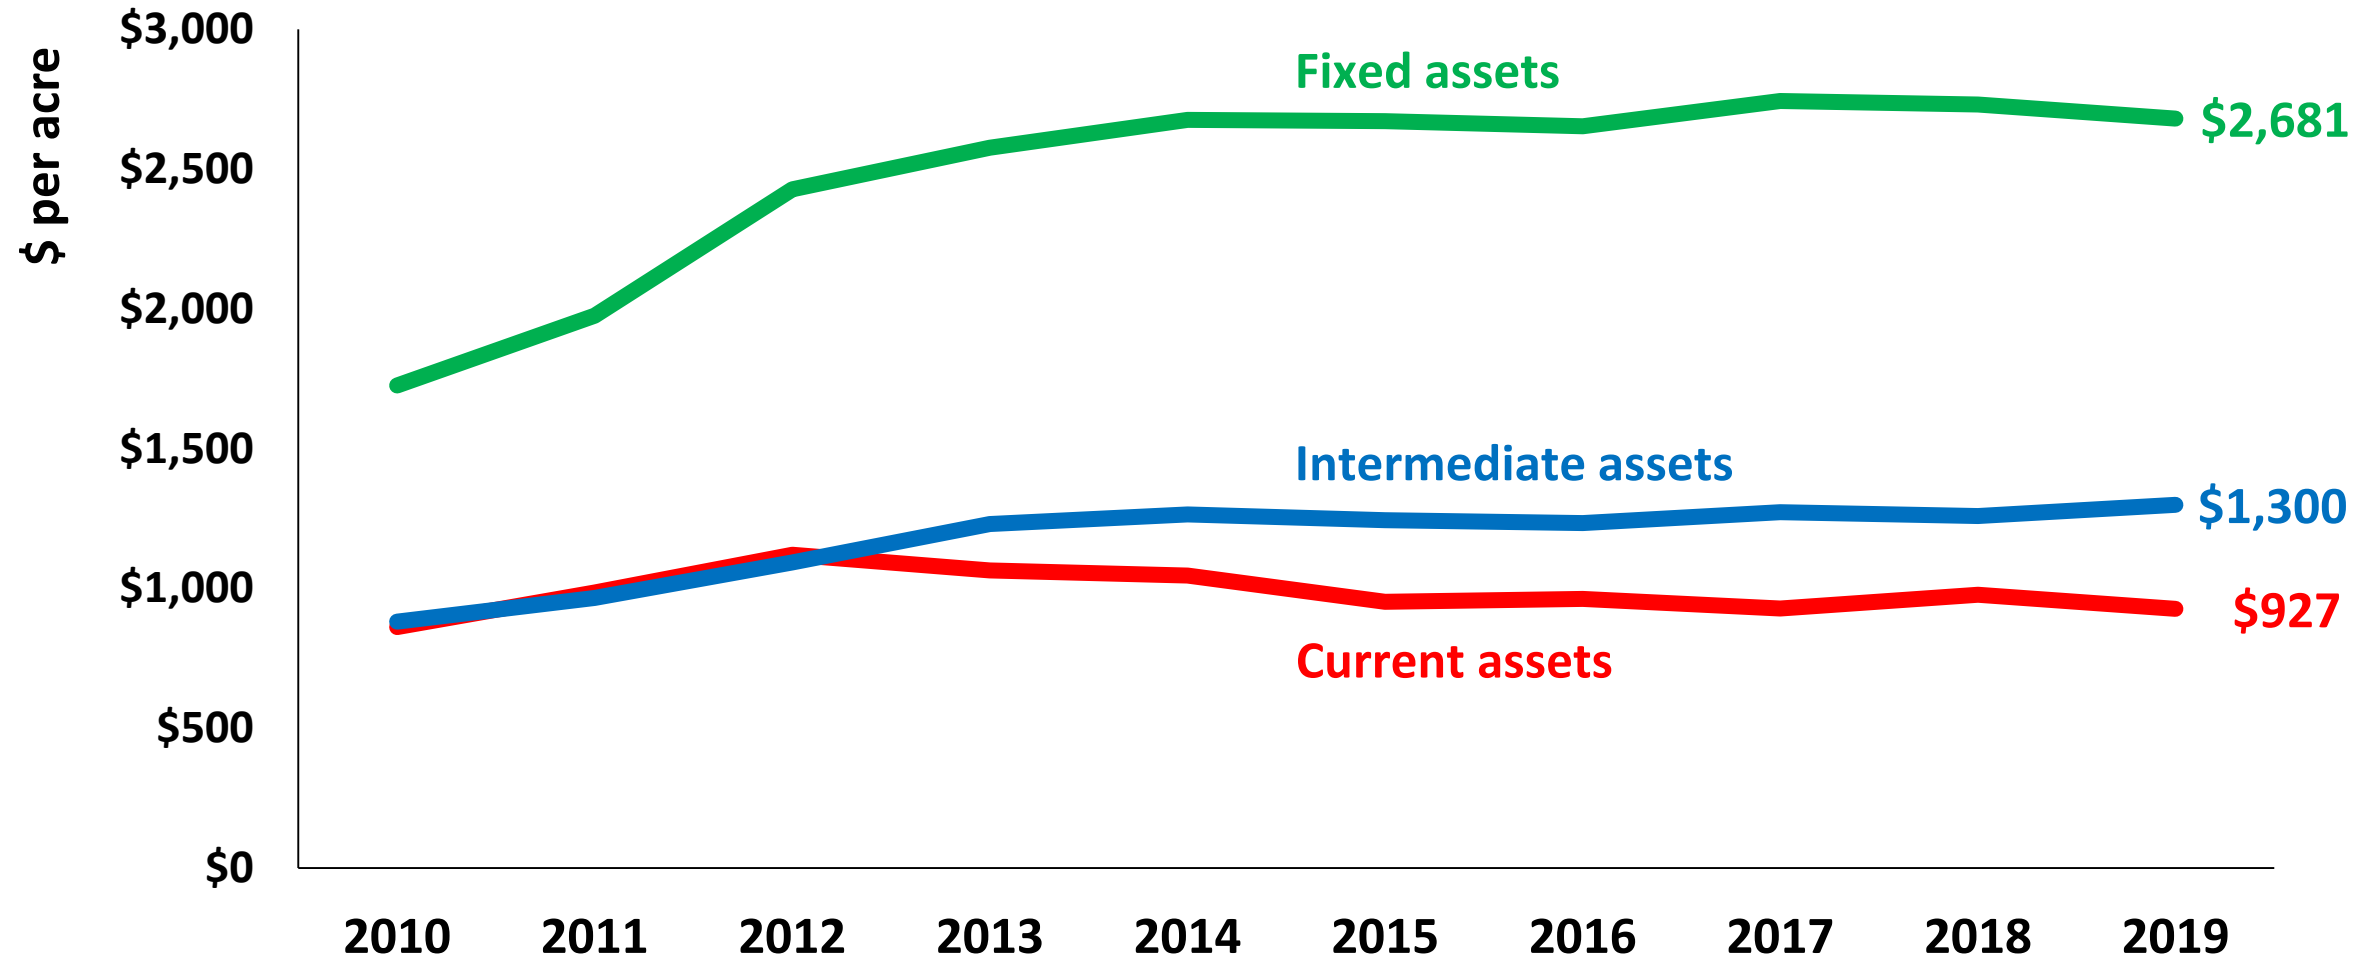 $ per acre
$3,000
$2,500
$2,000
$1,500
$1,000
$500
$0
Fixed assets
$2,681
Intermediate assets
$1,300
$927
Current assets
2010 2011 2012 2013 2014 2015 2016 2017 2018 2019